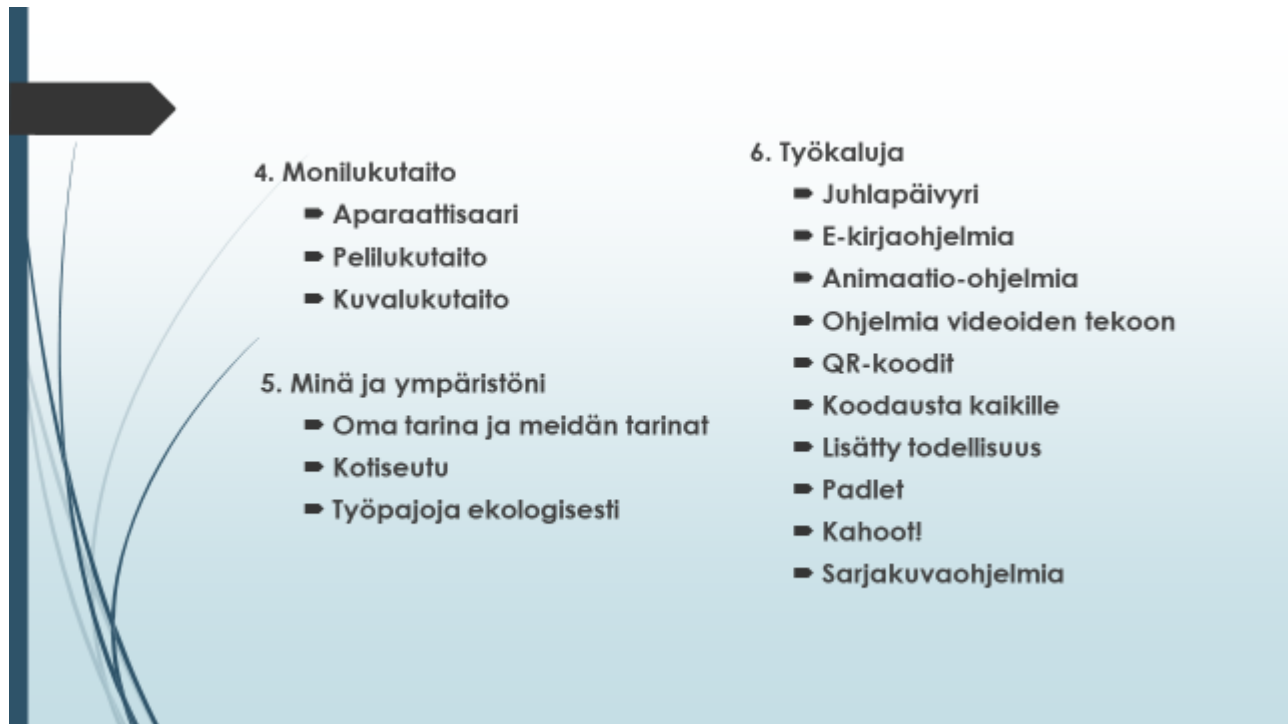 4. Monilukutaito
Aparaattisaari
Pelilukutaito
Kuvalukutaito
5. Minä ja ympäristöni
Oma tarina ja meidän tarinat
Kotiseutu
Työpajoja ekologisesti
6. Työkaluja
Juhlapäivyri
E-kirjaohjelmia
Animaatio-ohjelmia
Ohjelmia videoiden tekoon
QR-koodit
Koodausta kaikille
Lisätty todellisuus
Padlet
Kahoot!
Sarjakuvaohjelmia